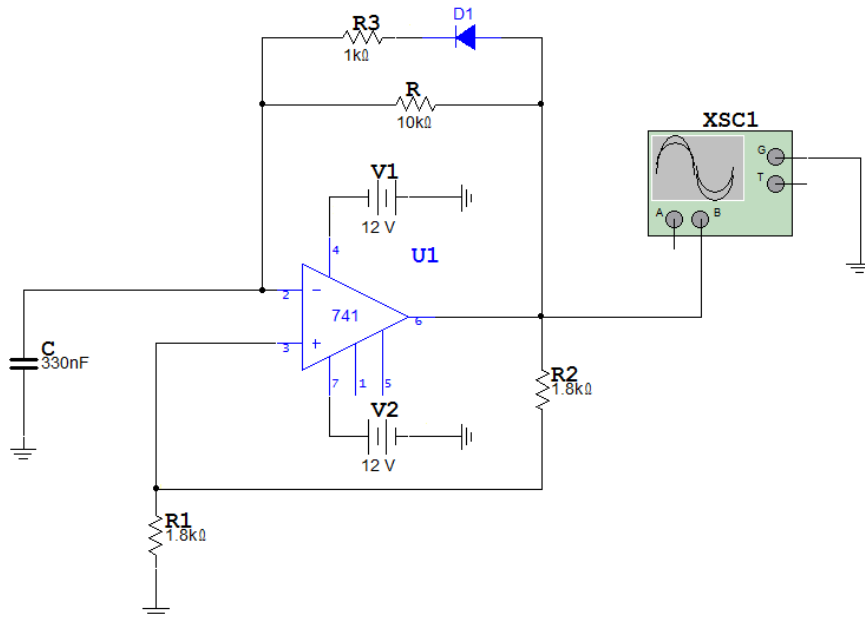 D1
R3
1kΩ
R
10kΩ
XSC1
G
T
A
B
V1
12 V
4
U1
2
741
6
3
7
1
5
C
330nF
R2
1.8kΩ
V2
12 V
R1
1.8kΩ